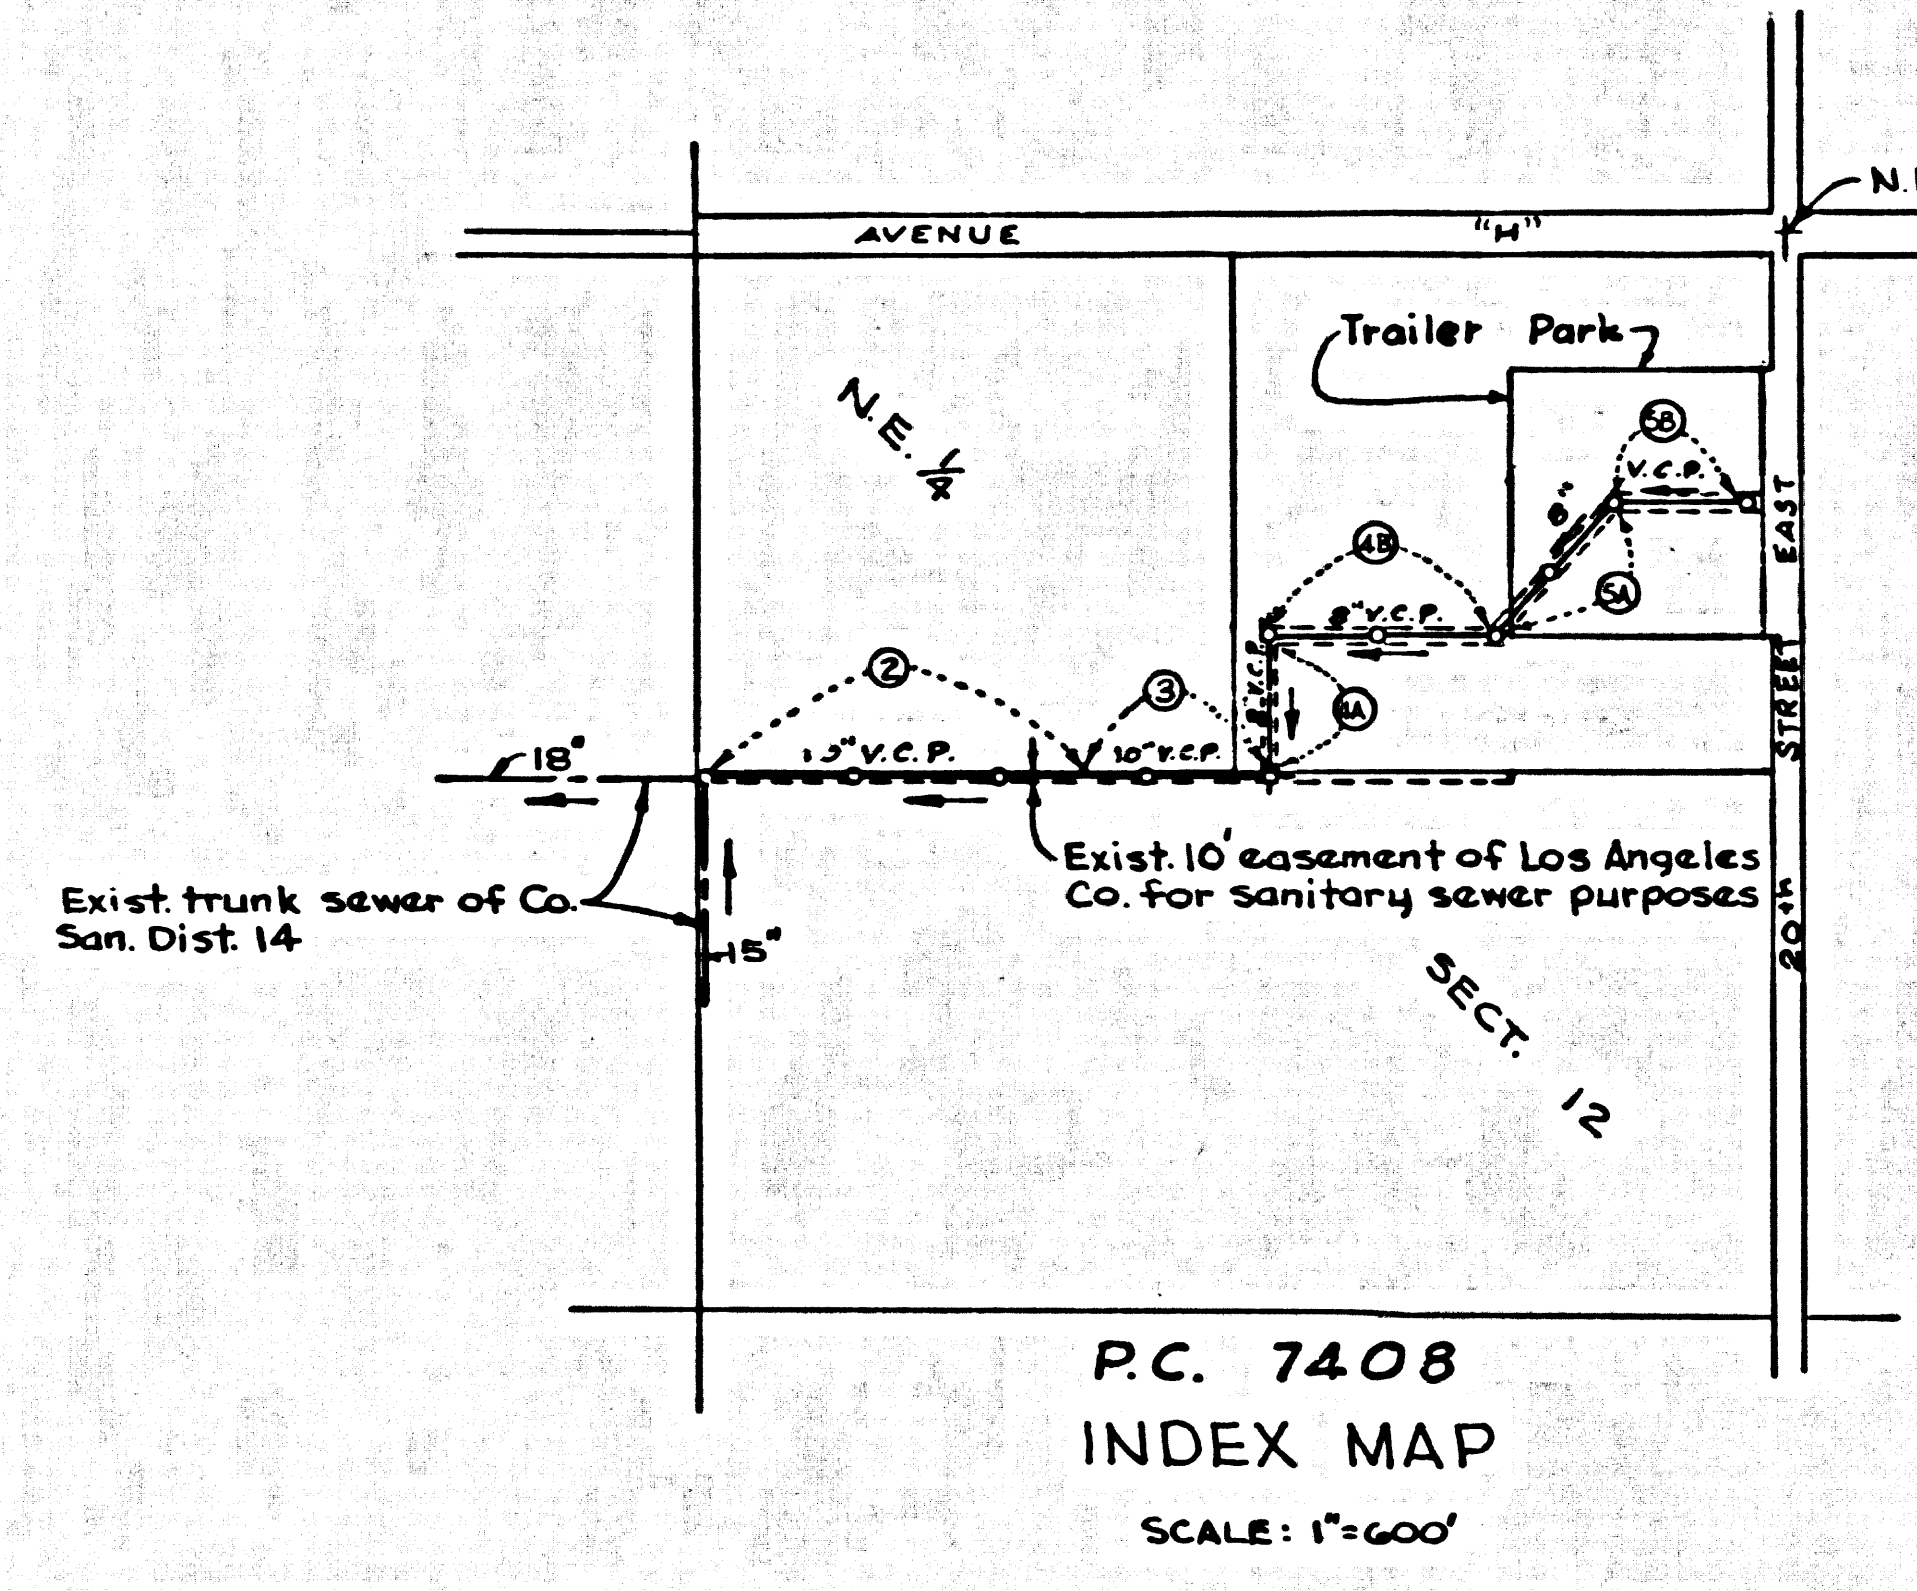 N.
AVENUE "H"
Trailer Park
N.E. 1/4
5B
V.C.P.
8"
EAST
4B
5A
8" V.C.P.
2
3
8" V.C.P.
4A
STREET
18"
V.C.P.
10" V.C.P.
Exist. 10' easement of Los Angeles
Co. for sanitary sewer purposes
Exist. trunk sewer of Co.
San. Dist. 14
15"
20th
SECT. 12
P.C. 7408
INDEX MAP
SCALE: 1"=600'